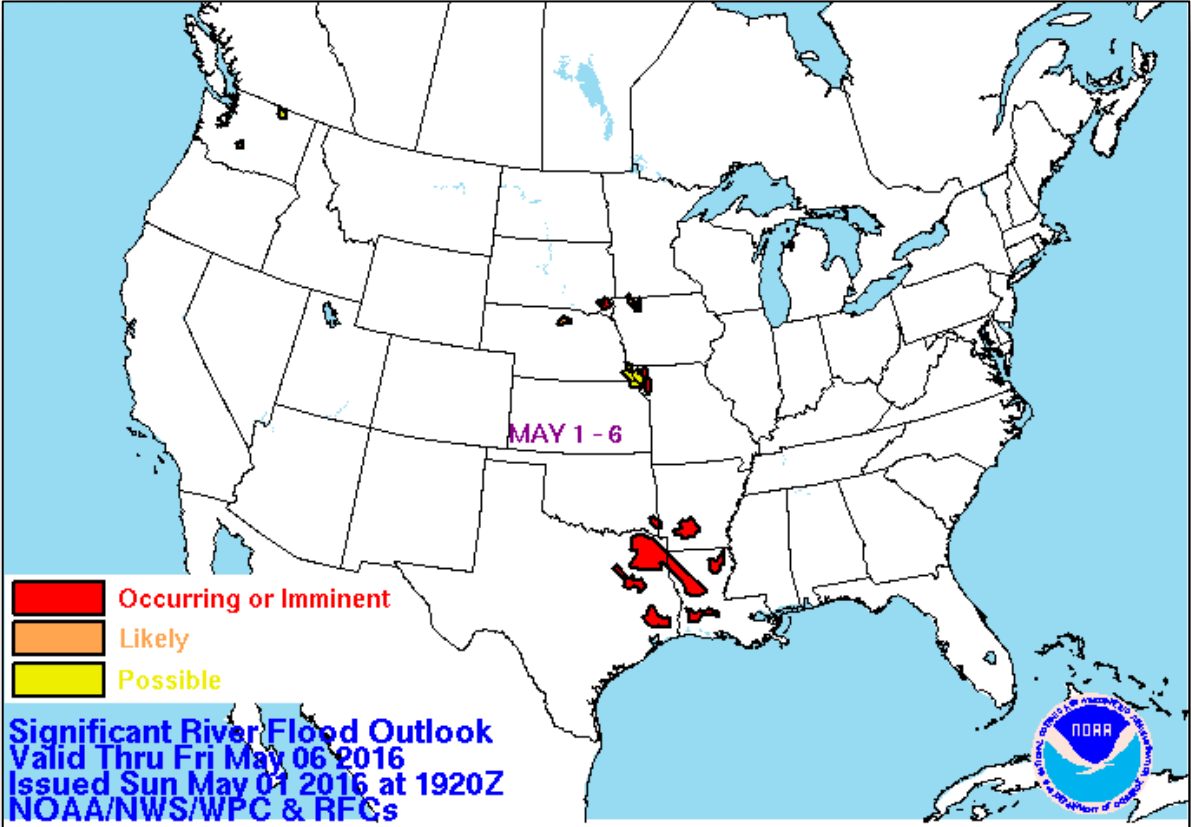 MAY 1 - 6
Occurring or Imminent
Likely
Possible
Significant River Flood Outlook
Valid Thru Fri May 06 2016
Issued Sun May 01 2016 at 1920Z
NOAA/NWS/WPC & RFCs
NOAA